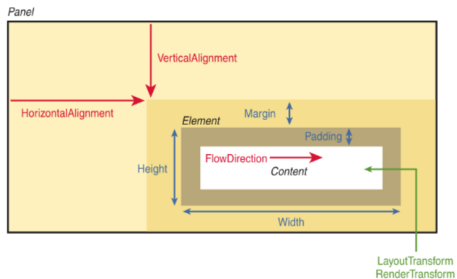 Panel
VerticalAlignment
HorizontalAlignment
Margin
Element
Padding
FlowDirection
Height
Content
Width
LayoutTransform
RenderTransform